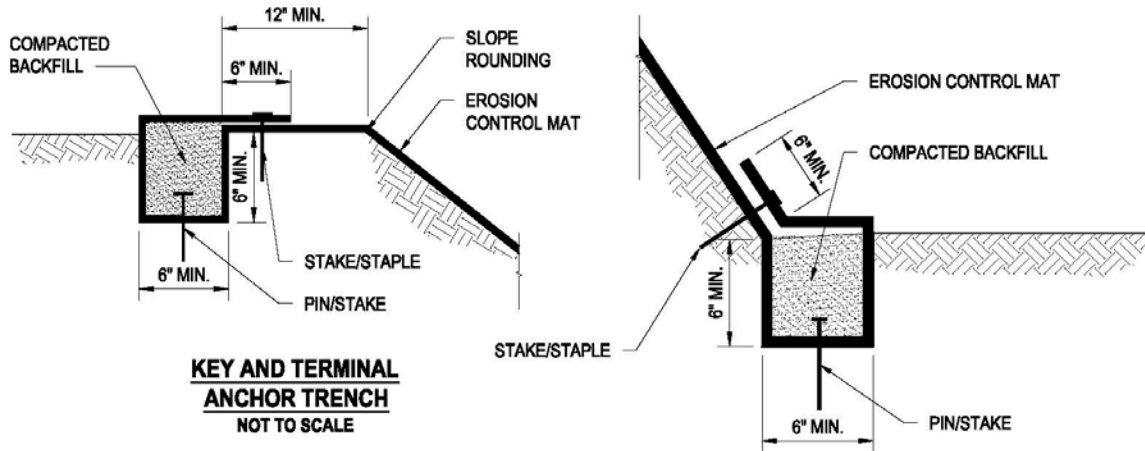 12" MIN.
COMPACTED
BACKFILL
6" MIN.
SLOPE
ROUNDING
EROSION
CONTROL MAT
6" MIN.
6" MIN.
STAKE/STAPLE
PIN/STAKE
KEY AND TERMINAL
ANCHOR TRENCH
NOT TO SCALE
EROSION CONTROL MAT
6" MIN.
COMPACTED BACKFILL
6" MIN.
STAKE/STAPLE
6" MIN.
PIN/STAKE